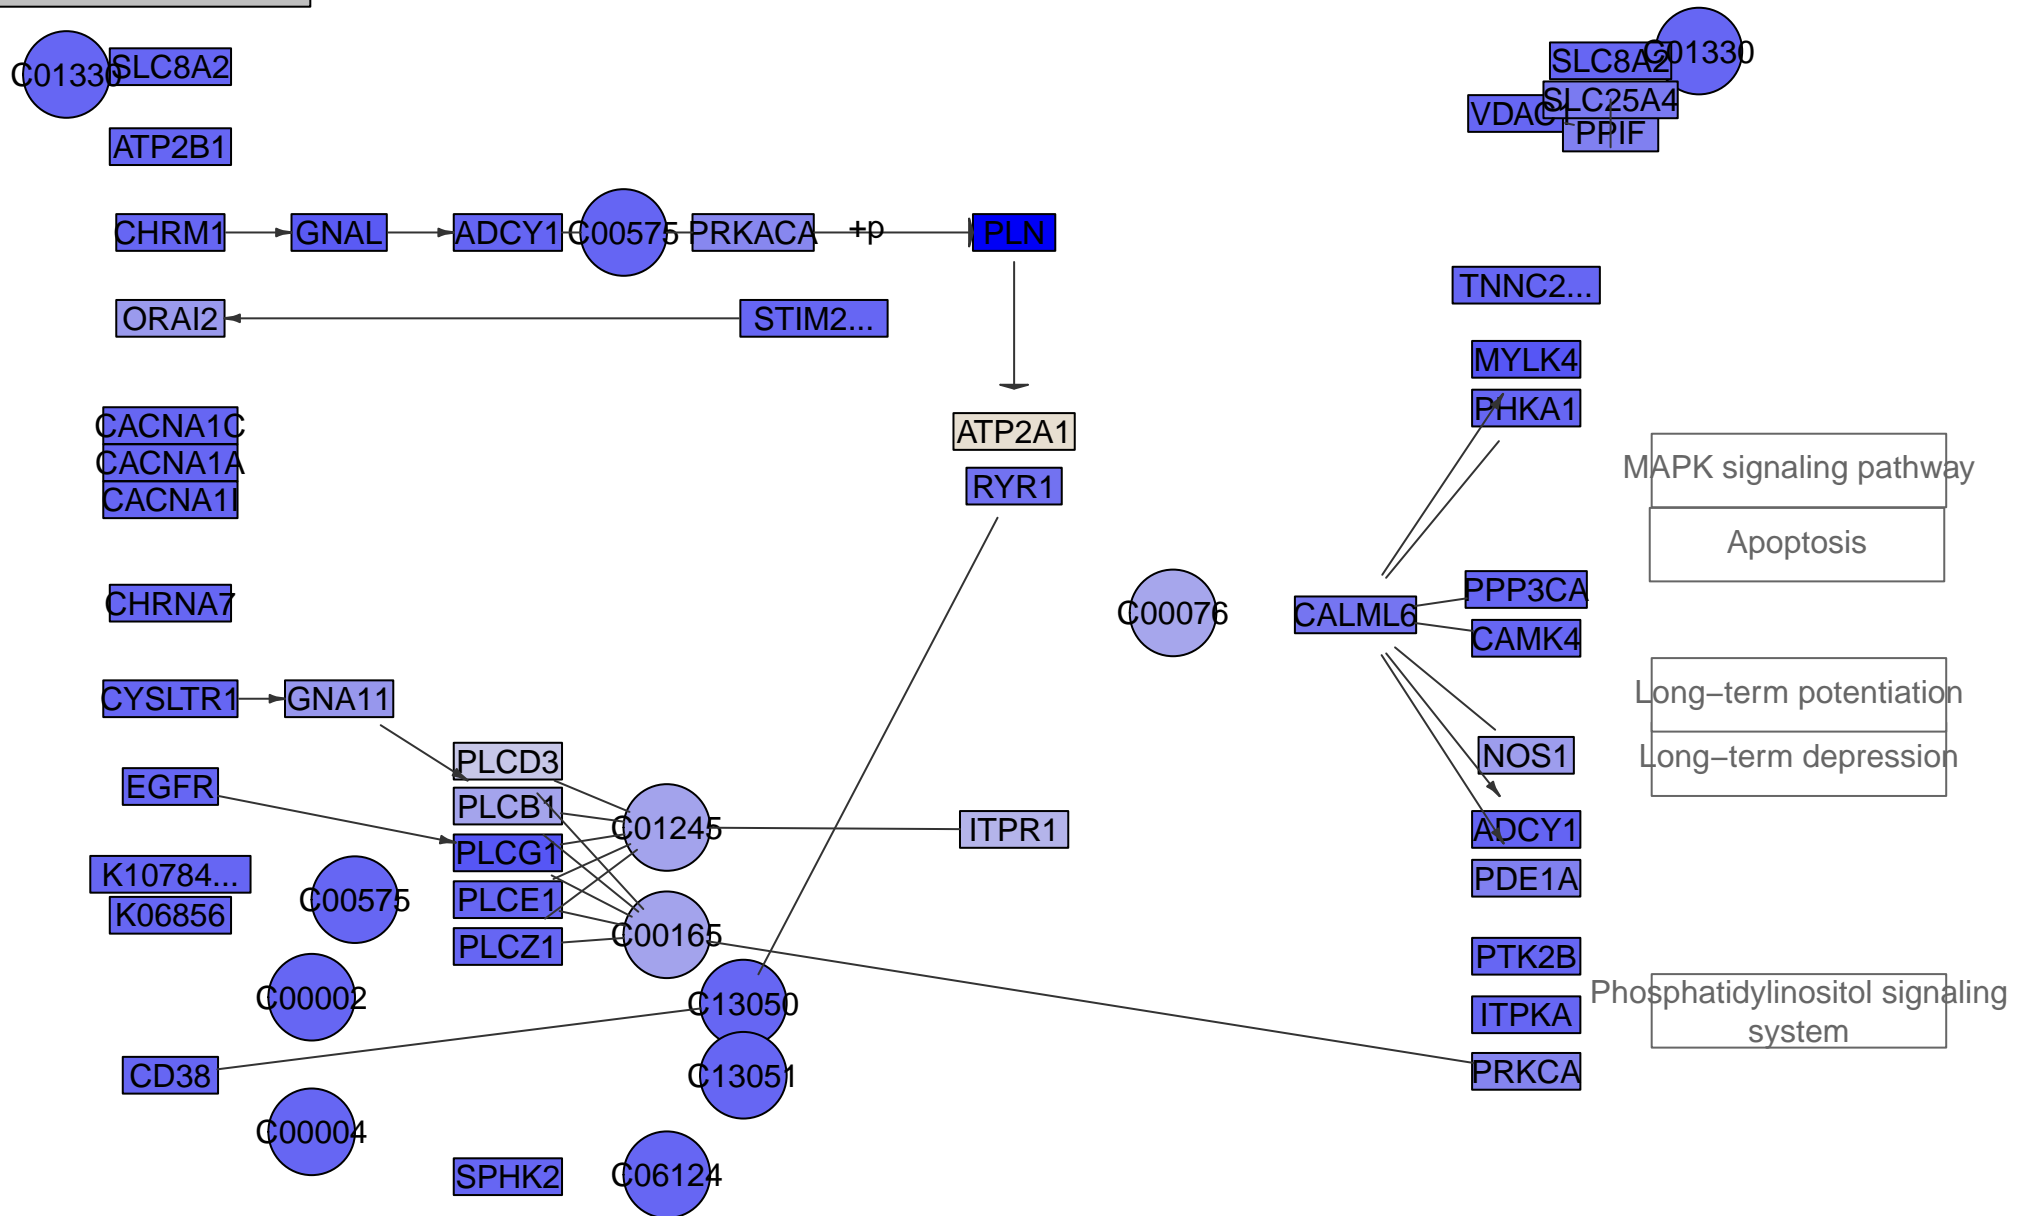 C01330
SLC8A2
ATP2B1
CHRM1
GNAL
ADCY1
C00575
PRKACA
+p
PLN
ORAI2
STIM2...
CACNA1C
CACNA1A
CACNA1I
ATP2A1
RYR1
CHRNA7
CYSLTR1
GNA11
EGFR
PLCD3
PLCB1
PLCG1
PLCE1
PLCZ1
C01245
C00165
ITPR1
K10784...
K06856
C00575
C00002
C13050
CD38
C13051
C00004
SPHK2
C06124
SLC8A2
C01330
SLC25A4
VDAC1
PPIF
TNNC2...
MYLK4
PHKA1
C00076
CALML6
PPP3CA
CAMK4
NOS1
ADCY1
PDE1A
PTK2B
ITPKA
PRKCA
MAPK signaling pathway
Apoptosis
Long−term potentiation
Long−term depression
Phosphatidylinositol signaling
system